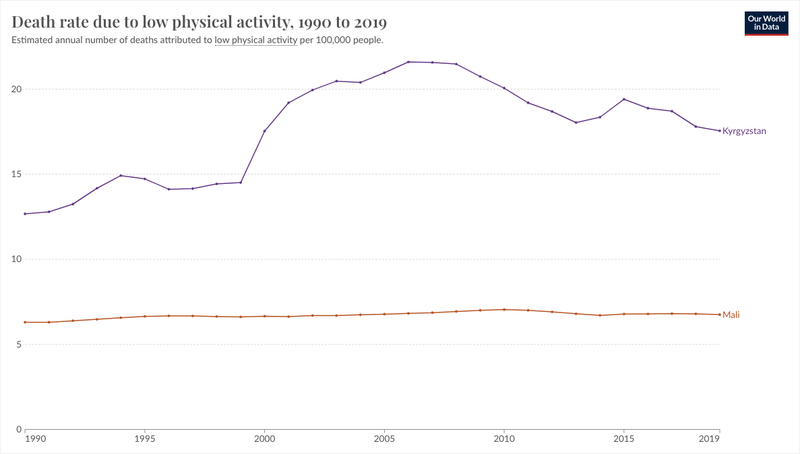 Death rate due to low physical activity, 1990 to 2019
Estimated annual number of deaths attributed to low physical activity per 100,000 people.
Our World
in Data
20
15
10
5
0
Kyrgyzstan
Mali
1990
1995
2000
2005
2010
2015
2019